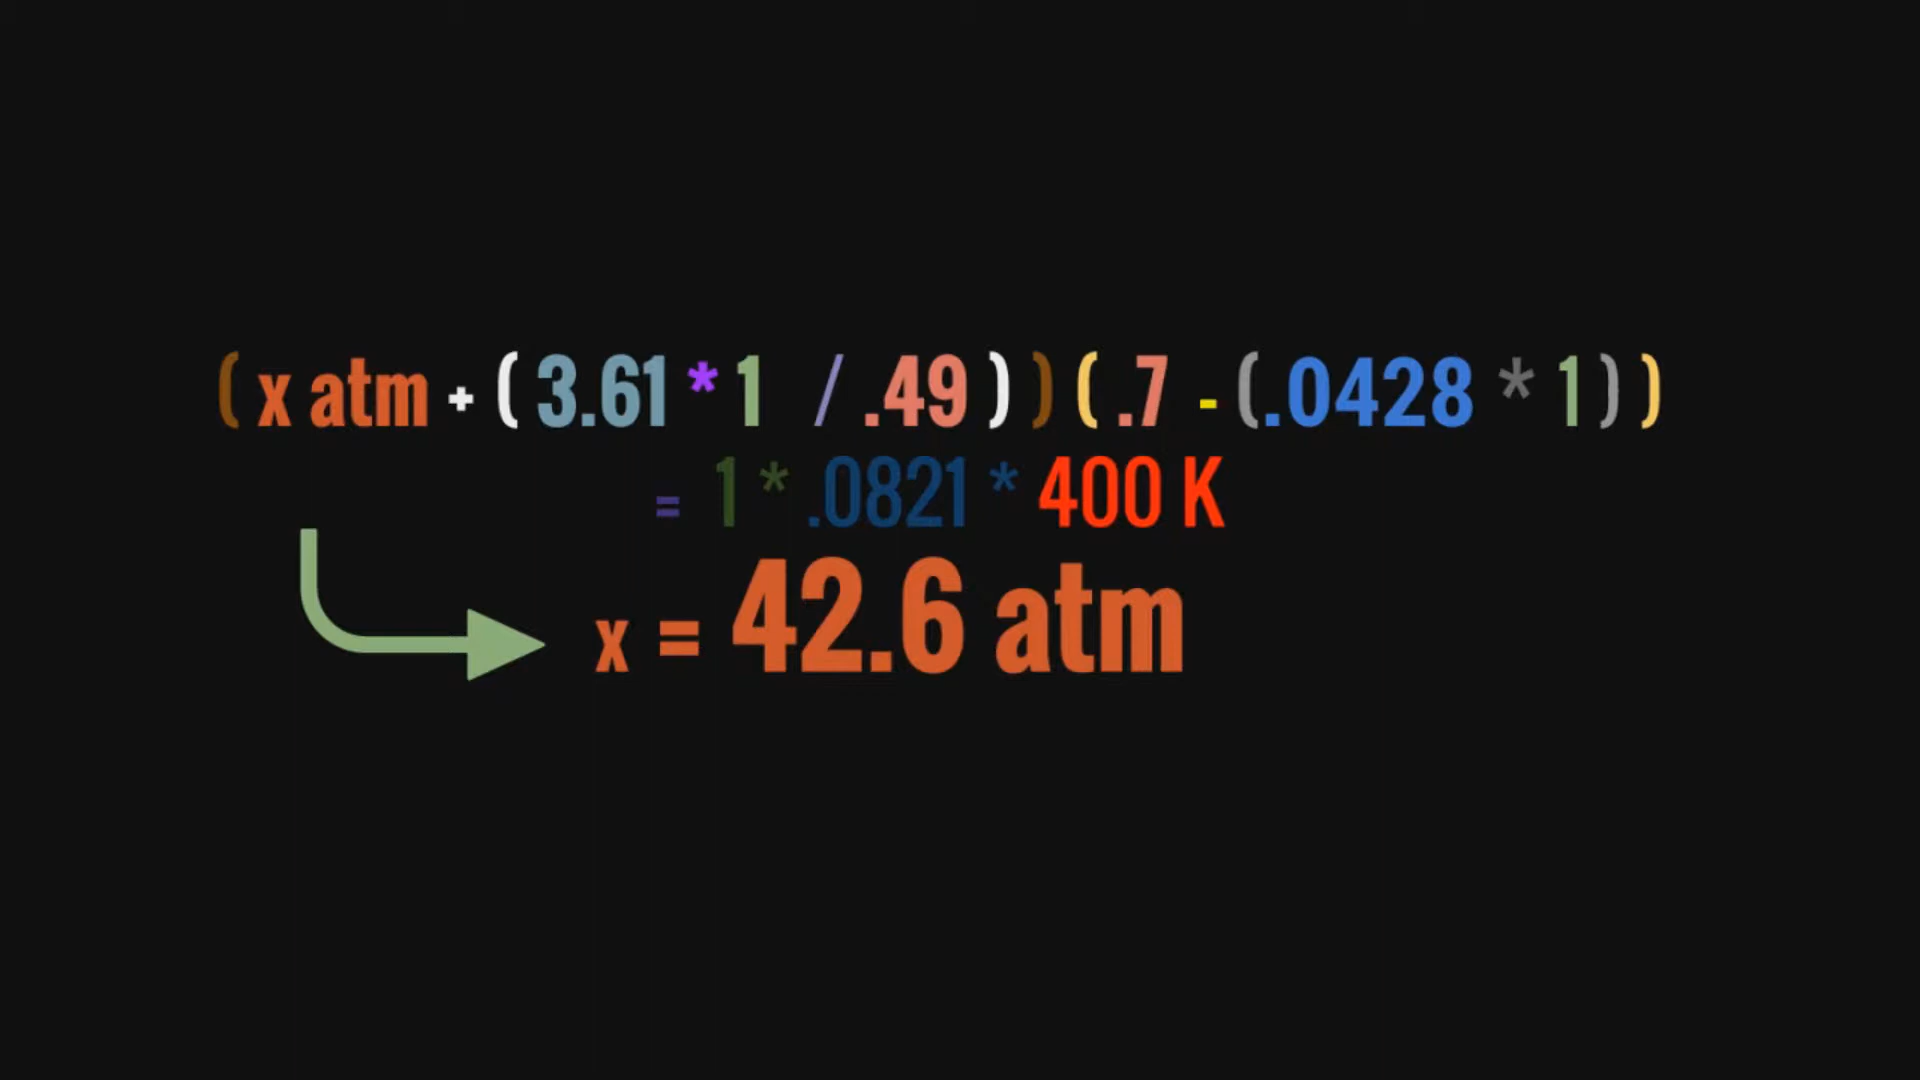 ( x atm + ( 3.61 * 1 / .49 ) ) ( .7 - (.0428 * 1 ) )
= 1 * .0821 * 400 K
x = 42.6 atm